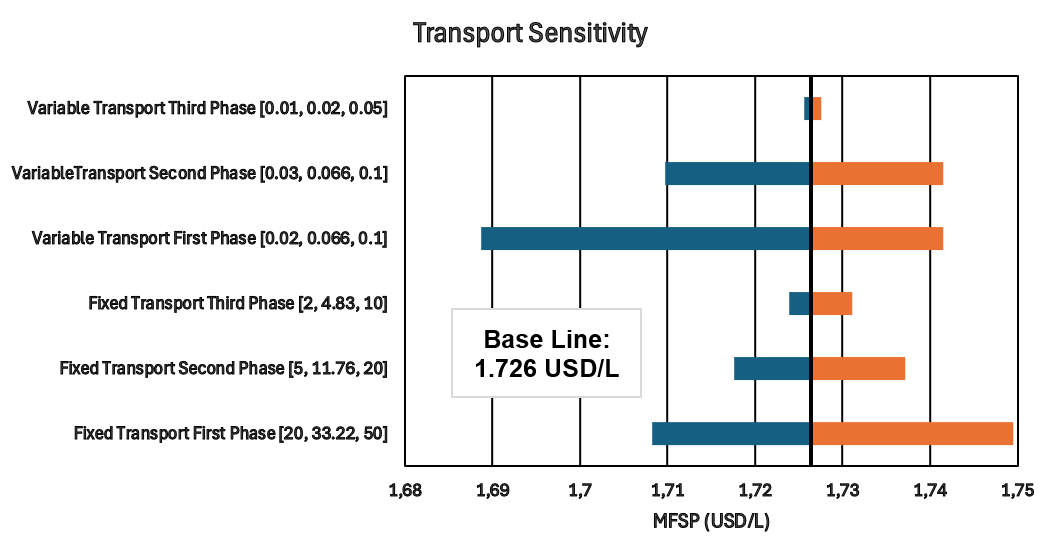 Transport Sensitivity
Variable Transport Third Phase [0.01, 0.02, 0.05]
VariableTransport Second Phase [0.03, 0.066, 0.1]
Variable Transport First Phase [0.02, 0.066, 0.1]
Fixed Transport Third Phase [2, 4.83, 10]
Base Line:
1.726 USD/L
Fixed Transport Second Phase [5, 11.76, 20]
Fixed Transport First Phase [20, 33.22, 50]
1,68 1,69 1,7 1,71 1,72 1,73 1,74 1,75
MFSP (USD/L)